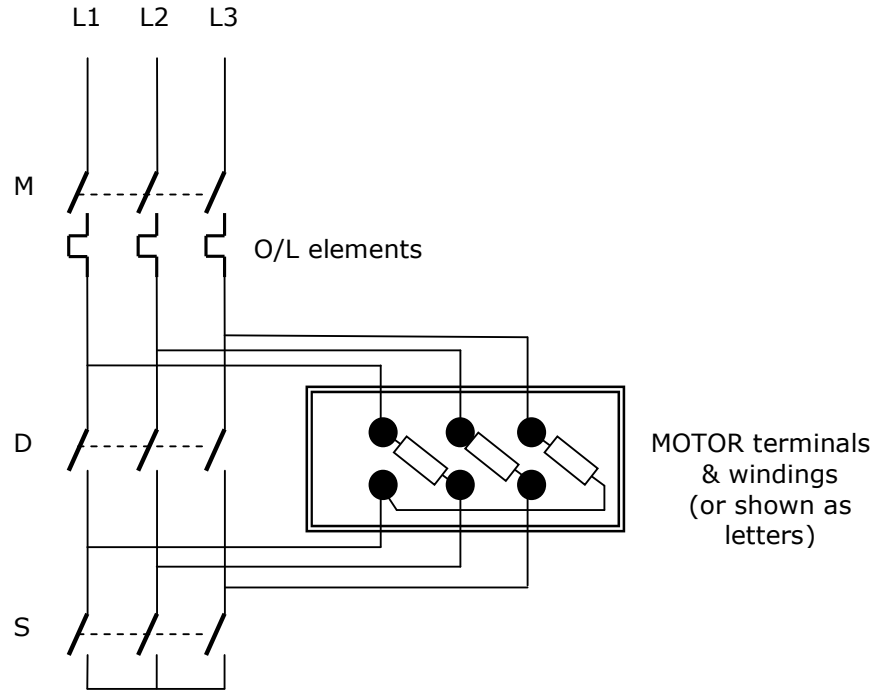 L1 L2 L3
M
O/L elements
D
MOTOR terminals
& windings
(or shown as
letters)
S